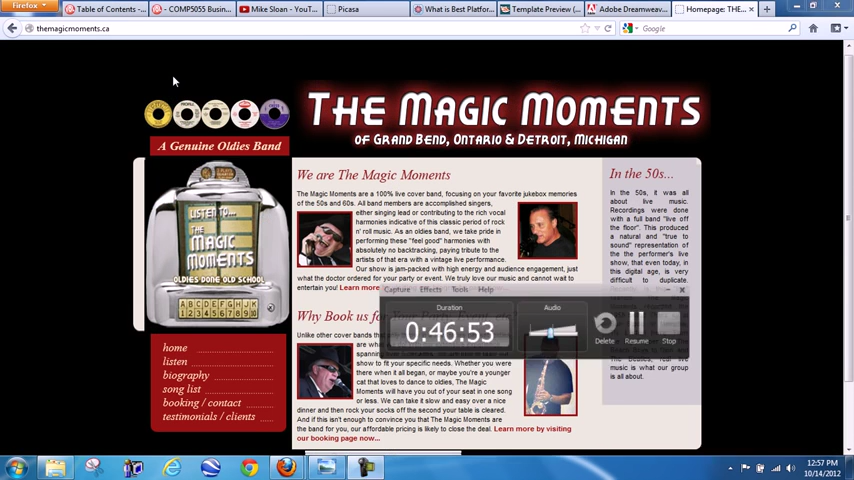 Firefox
Table of Contents -...
- COMP5055 Busin...
Mike Sloan - YouT...
Picasa
What is Best Platfor...
Template Preview (...
Adobe Dreamweav...
Homepage: THE...
themagicmoments.ca
Google
THE MAGIC MOMENTS
OF GRAND BEND, ONTARIO & DETROIT, MICHIGAN
A Genuine Oldies Band
LISTEN TO...
THE
MAGIC
MOMENTS
OLDIES DONE OLD SCHOOL
A B C D E F G H J K
1 2 3 4 5 6 7 8 9 10
home
listen
biography
song list
booking / contact
testimonials / clients
We are The Magic Moments
The Magic Moments are a 100% live cover band, focusing on your favorite jukebox memories
of the 50s and 60s. All band members are accomplished singers,
either singing lead or contributing to the rich vocal
harmonies indicative of this classic period of rock
n' roll music. As an oldies band, we take pride in
performing these "feel good" harmonies with
absolutely no backtracking, paying tribute to the
artists of that era with a vintage live performance.
Our show is jam-packed with high energy and audience engagement, just
what the doctor ordered for your party or event. We truly love our music and cannot wait to
entertain you! Learn more
Why Book us for Your Party, Event, etc?
Unlike other cover bands that
are wha
spanning
show to fit your specific needs. Whether you were
there when it all began, or maybe you're a younger
cat that loves to dance to oldies, The Magic
Moments will have you out of your seat in one song
or less. We can take it slow and easy over a nice
dinner and then rock your socks off the second your table is cleared.
And if this isn't enough to convince you that The Magic Moments are
the band for you, our affordable pricing is likely to close the deal. Learn more by visiting
our booking page now...
In the 50s...
In the 50s, it was all
about live music.
Recordings were done
with a full band "live off
the floor". This produced
a natural and "true to
sound" representation of
the the performer's live
show, that even today, in
this digital age, is very
difficult to duplicate.
music is what our group
is all about.
Capture Effects Tools Help
Duration
0:46:53
Audio
Delete Resume Stop
12:57 PM
10/14/2012